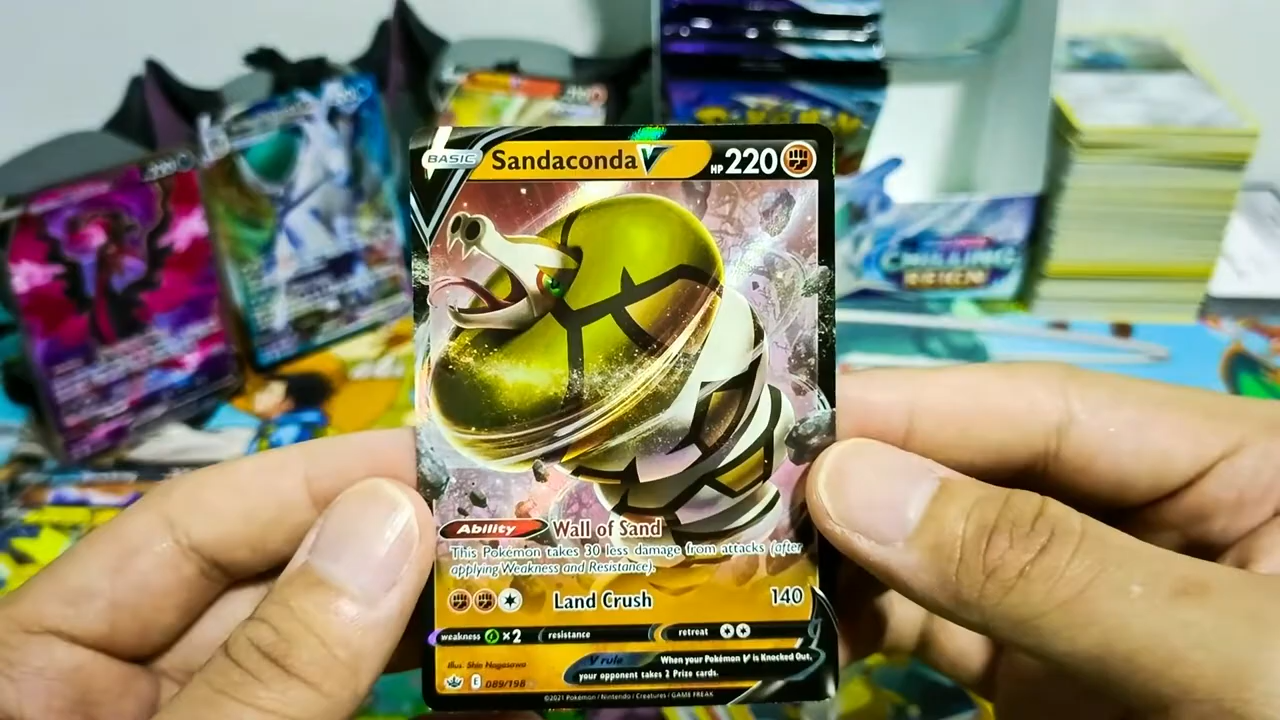 BASIC Sandaconda V HP 220
Ability Wall of Sand
This Pokémon takes 30 less damage from attacks (after
applying Weakness and Resistance).
Land Crush 140
weakness ×2 resistance retreat
V rule When your Pokémon V is Knocked Out,
your opponent takes 2 Prize cards.
Illus. Shin Nagasawa
E 089/198
©2021 Pokémon / Nintendo / Creatures / GAME FREAK
CHILLING
REIGN